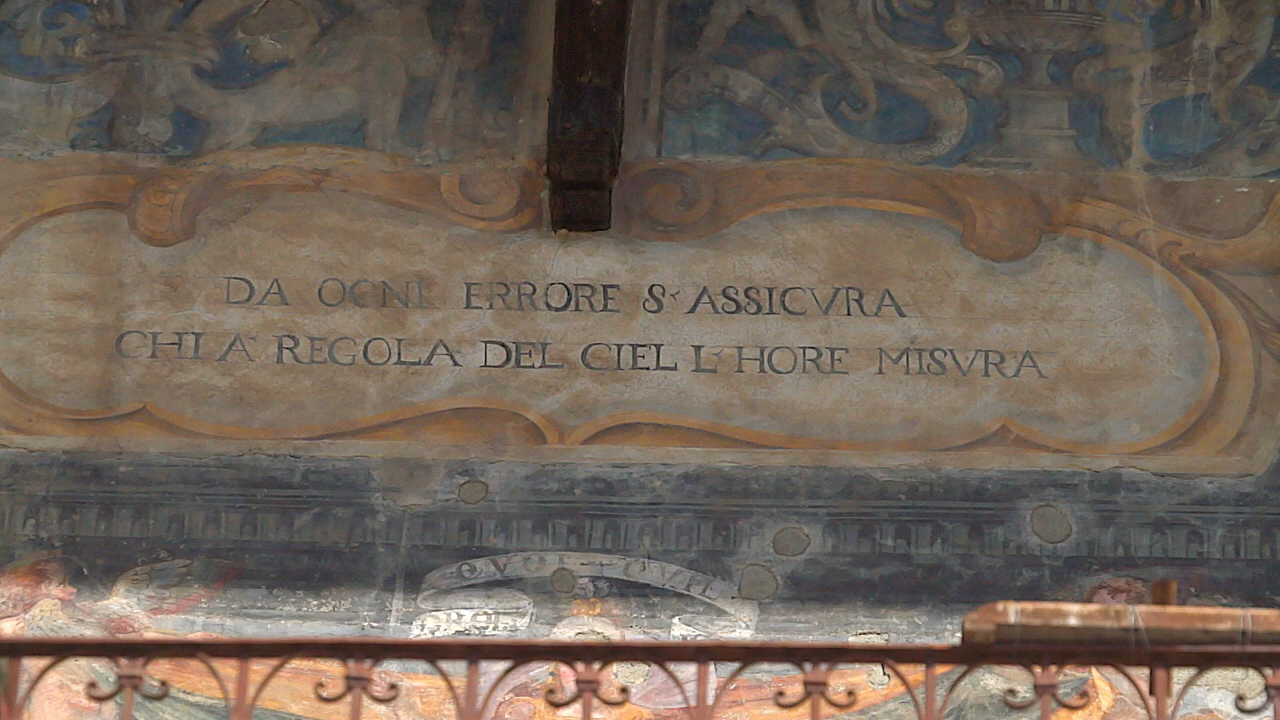 DA OGNI ERRORE S' ASSICVRA
CHI A' REGOLA DEL CIEL L' HORE MISVRA